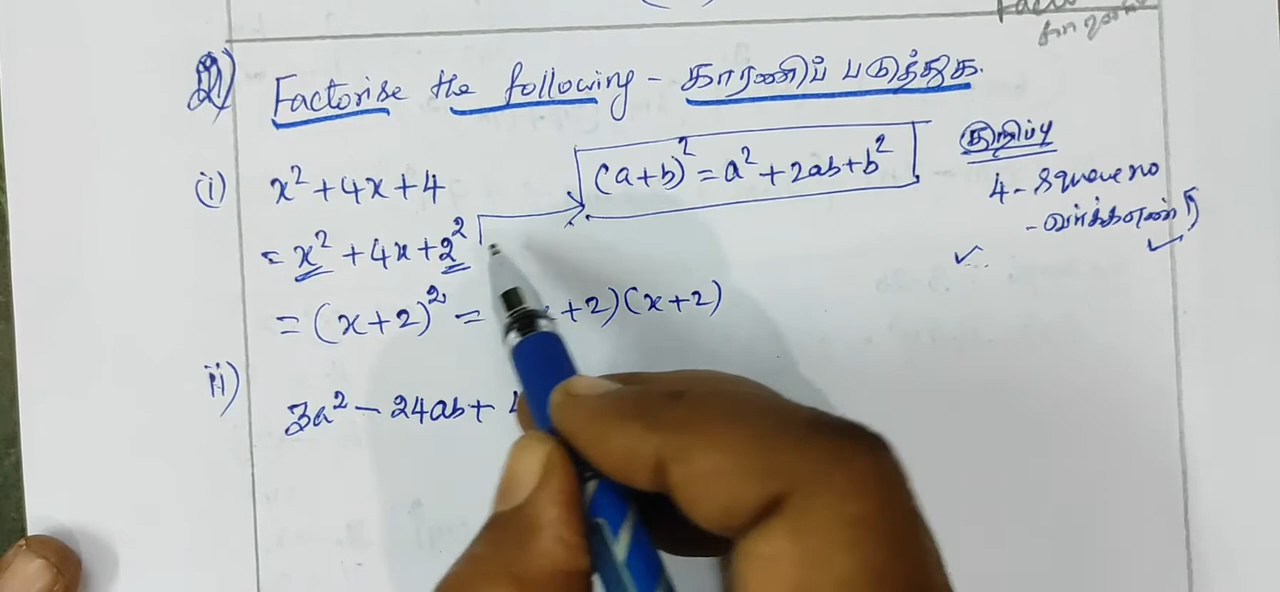 Factorise the following - காரணிப் படுத்துக.
(i) x² + 4x + 4
(a+b)² = a² + 2ab + b²
குறிப்பு
4 - Square no
- வர்க்கஎண்
= x² + 4x + 2²
= (x+2)² = +2)(x+2)
ii) 3a² - 24ab +